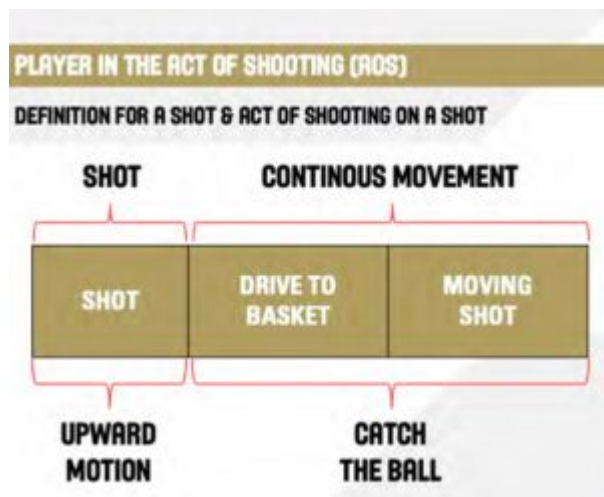 PLAYER IN THE ACT OF SHOOTING (AOS)
DEFINITION FOR A SHOT & ACT OF SHOOTING ON A SHOT
SHOT
CONTINOUS MOVEMENT
SHOT
DRIVE TO
BASKET
MOVING
SHOT
UPWARD
MOTION
CATCH
THE BALL